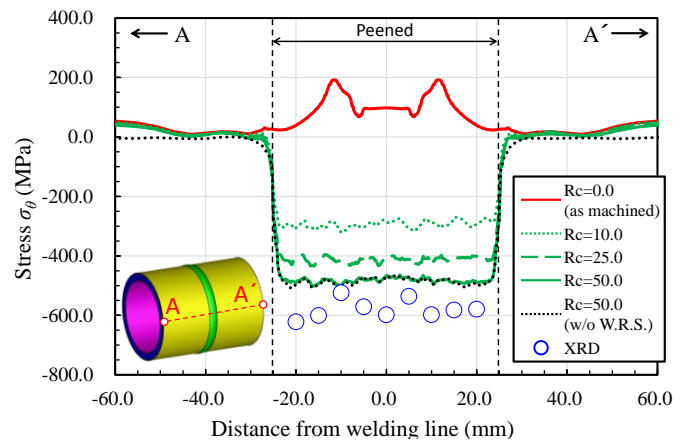 A
Peened
A´
400.0
200.0
0.0
-200.0
-400.0
-600.0
-800.0
Stress σθ (MPa)
Rc=0.0
(as machined)
Rc=10.0
Rc=25.0
Rc=50.0
Rc=50.0
(w/o W.R.S.)
XRD
A
A´
-60.0 -40.0 -20.0 0.0 20.0 40.0 60.0
Distance from welding line (mm)